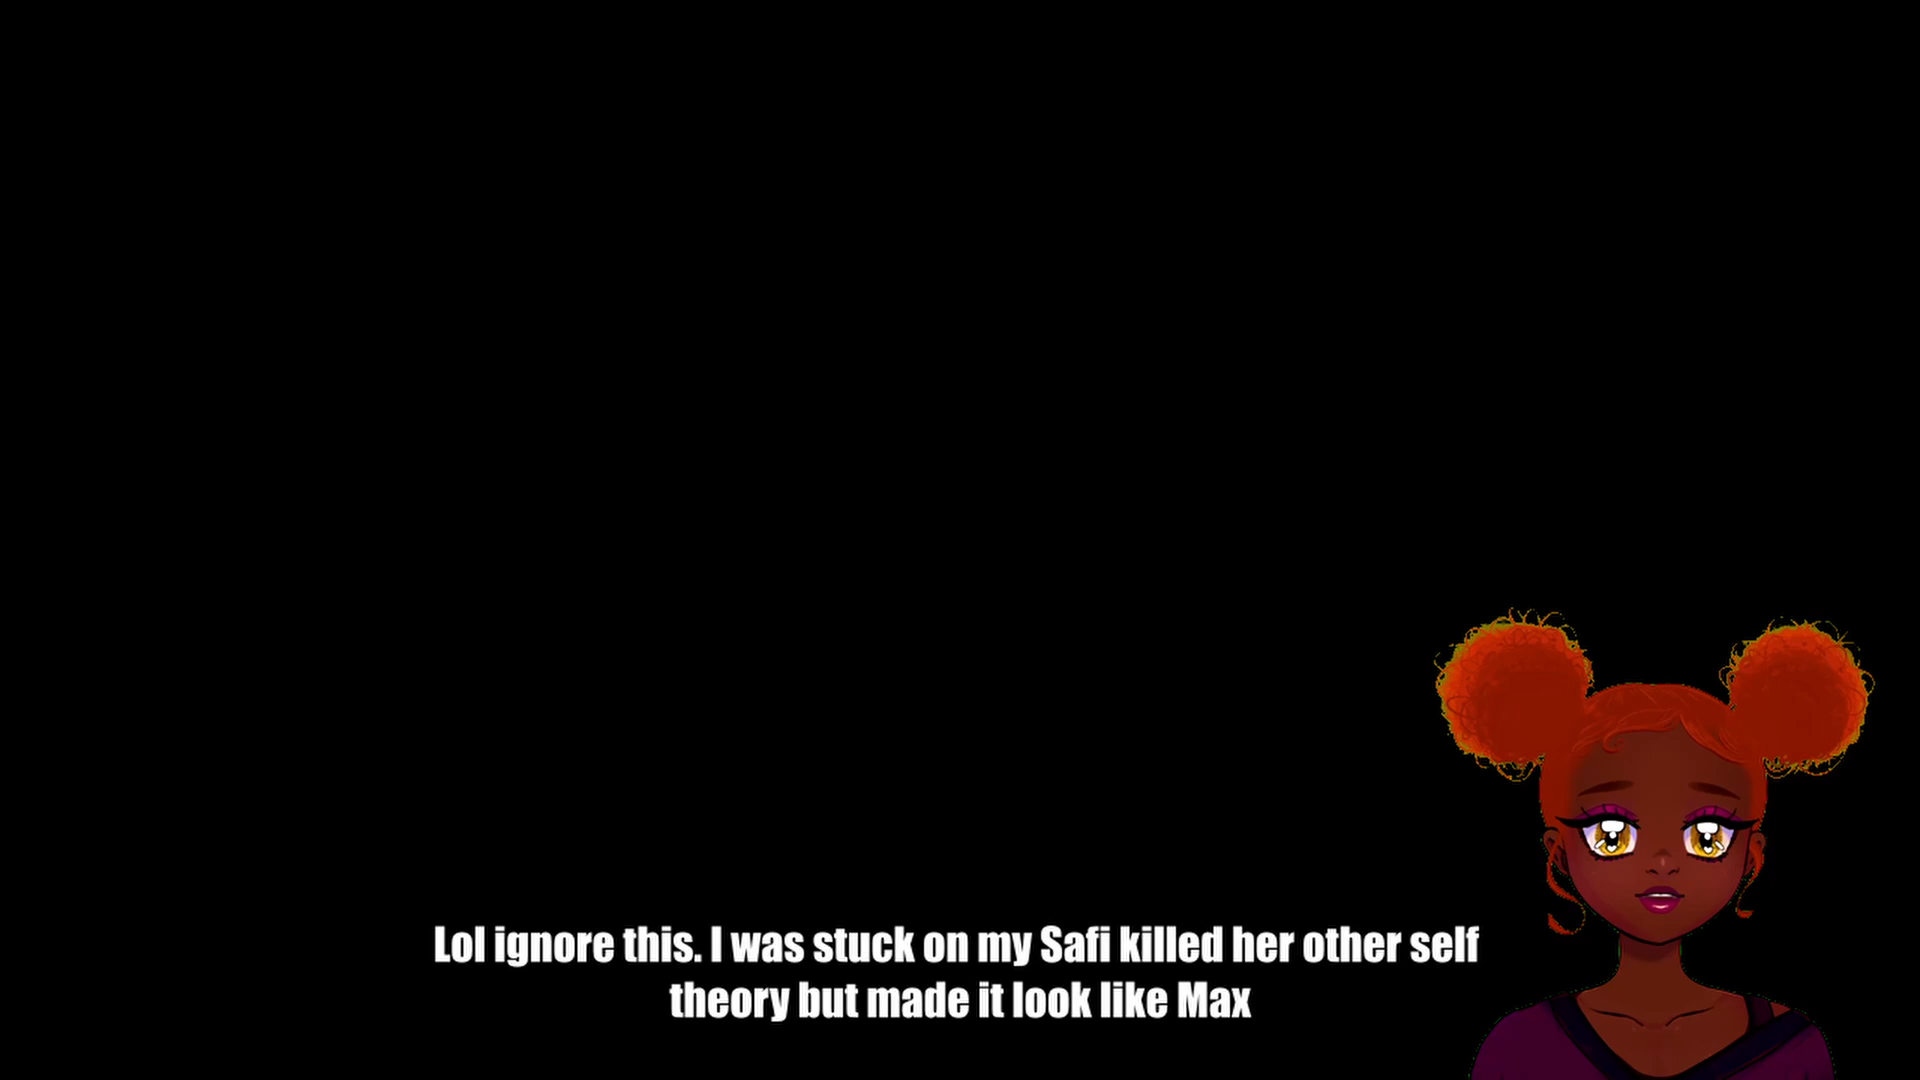 Lol ignore this. I was stuck on my Safi killed her other self
theory but made it look like Max